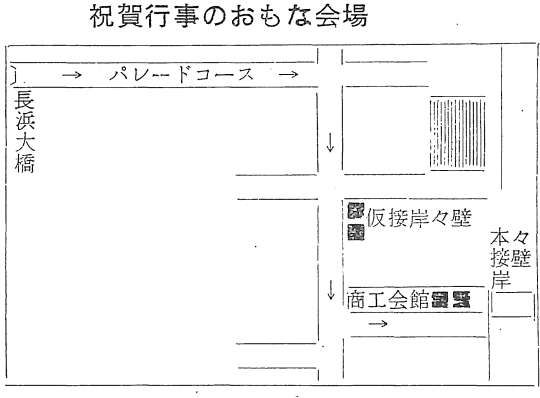 祝賀行事のおもな会場
→ パレードコース →
長浜大橋
↓
仮接岸々壁
本接岸々壁
↓
商工会館
→